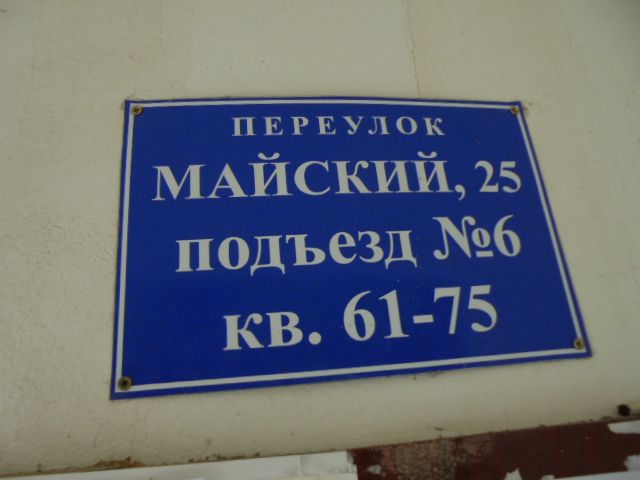 ПЕРЕУЛОК
МАЙСКИЙ, 25
подъезд №6
кв. 61-75